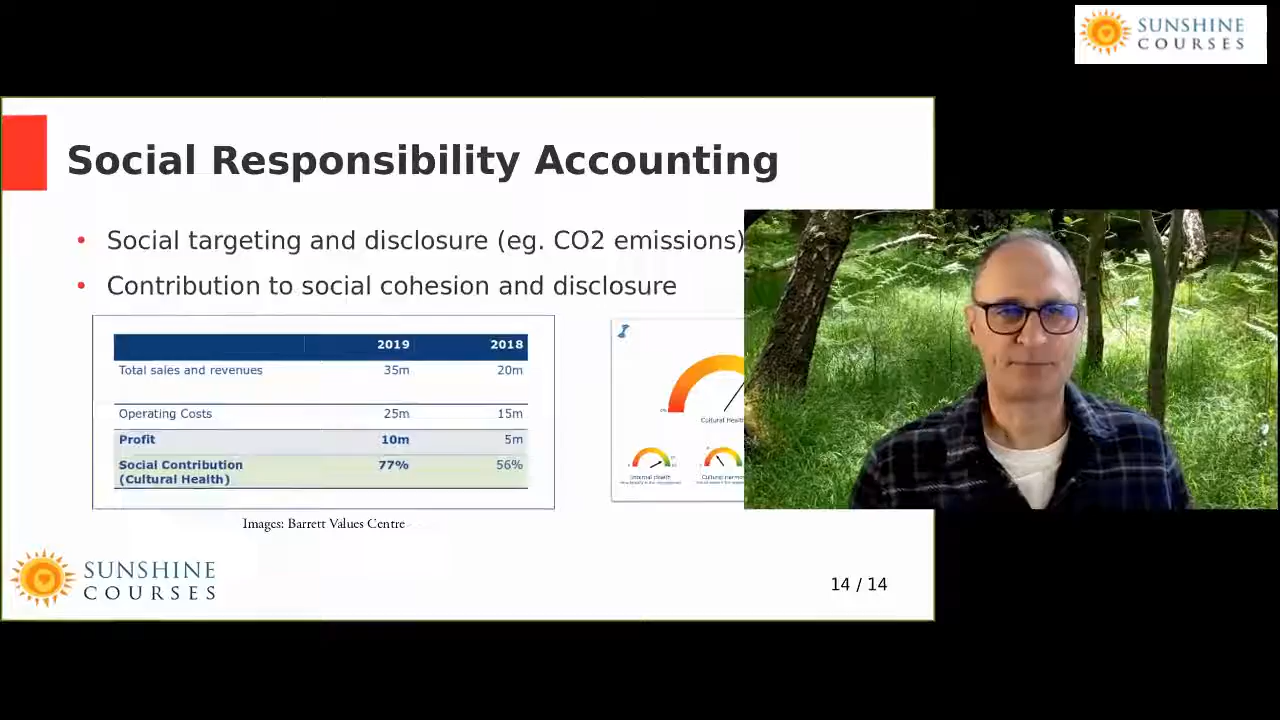 SUNSHINE
COURSES
Social Responsibility Accounting
• Social targeting and disclosure (eg. CO2 emissions)
• Contribution to social cohesion and disclosure
2019 2018
Total sales and revenues 35m 20m
Operating Costs 25m 15m
Profit 10m 5m
Social Contribution 77% 56%
(Cultural Health)
Cultural Health
Internal Health
Images: Barrett Values Centre
SUNSHINE
COURSES
14 / 14